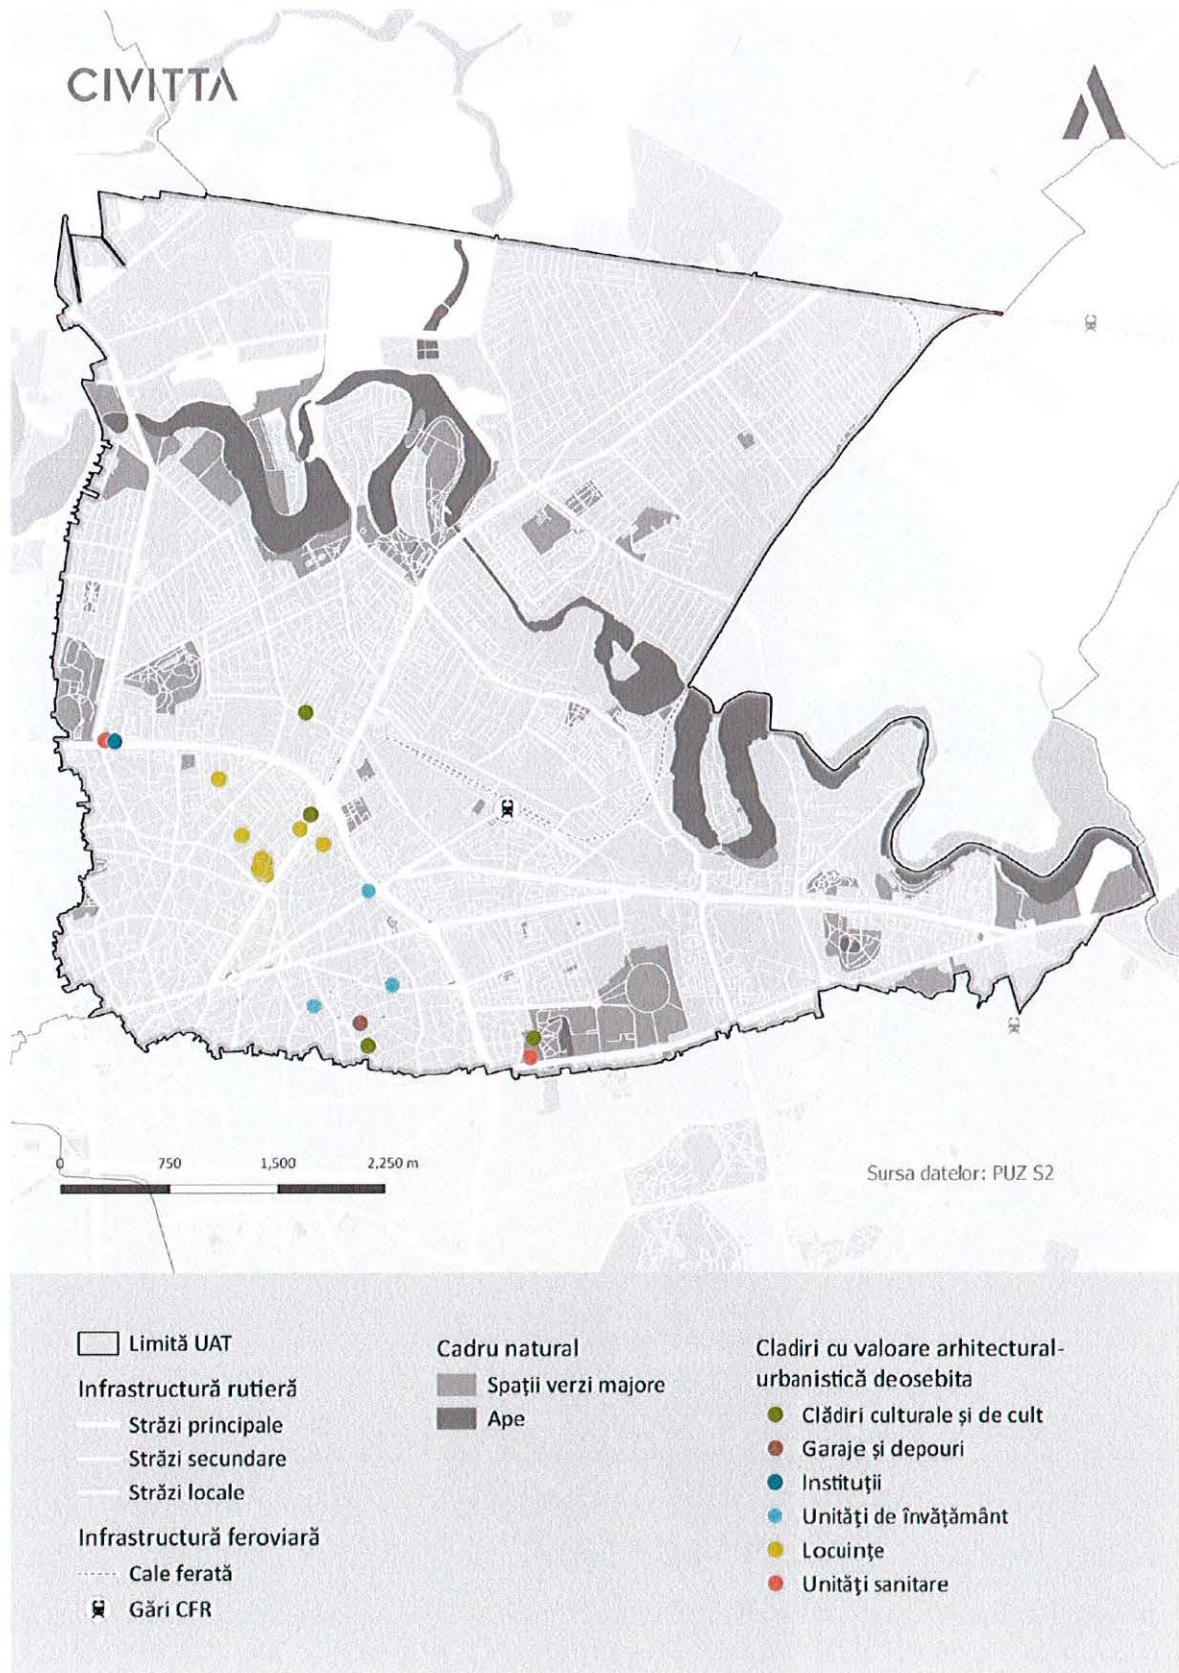 CIVITTA
0 750 1,500 2,250 m
Sursa datelor: PUZ S2
Limită UAT
Infrastructură rutieră
Străzi principale
Străzi secundare
Străzi locale
Infrastructură feroviară
Cale ferată
Gări CFR
Cadru natural
Spații verzi majore
Ape
Cladiri cu valoare arhitectural-
urbanistică deosebita
Clădiri culturale și de cult
Garaje și depouri
Instituții
Unități de învățământ
Locuințe
Unități sanitare